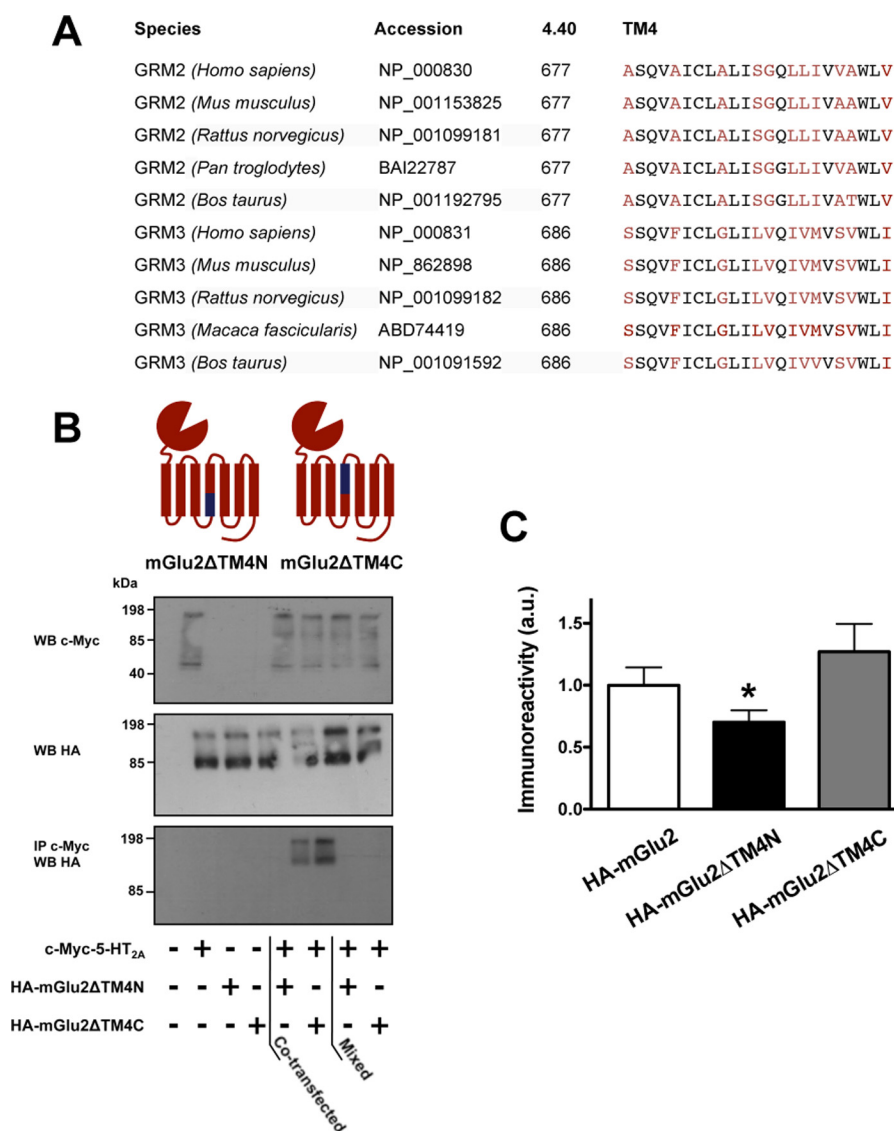 A
Species Accession 4.40 TM4
GRM2 (Homo sapiens) NP_000830 677 ASQVAICLALISGQLLIVVAWLV
GRM2 (Mus musculus) NP_001153825 677 ASQVAICLALISGQLLIVAAWLV
GRM2 (Rattus norvegicus) NP_001099181 677 ASQVAICLALISGQLLIVAAWLV
GRM2 (Pan troglodytes) BAI22787 677 ASQVAICLALISGGLLIVVAWLV
GRM2 (Bos taurus) NP_001192795 677 ASQVAICLALISGGLLIVATWLV
GRM3 (Homo sapiens) NP_000831 686 SSQVFICLGLILVQIVMVSVWLI
GRM3 (Mus musculus) NP_862898 686 SSQVFICLGLILVQIVMVSVWLI
GRM3 (Rattus norvegicus) NP_001099182 686 SSQVFICLGLILVQIVMVSVWLI
GRM3 (Macaca fascicularis) ABD74419 686 SSQVFICLGLILVQIVMVSVWLI
GRM3 (Bos taurus) NP_001091592 686 SSQVFICLGLILVQIVVVSVWLI
B
mGlu2ΔTM4N mGlu2ΔTM4C
kDa
WB c-Myc
198
85
40
WB HA
198
85
IP c-Myc
WB HA
198
85
c-Myc-5-HT2A - + - - + + + +
HA-mGlu2ΔTM4N - - + - + - + -
HA-mGlu2ΔTM4C - - - + - + - +
Co-transfected
Mixed
C
Immunoreactivity (a.u.)
1.5
1.0
0.5
0.0
*
HA-mGlu2
HA-mGlu2ΔTM4N
HA-mGlu2ΔTM4C